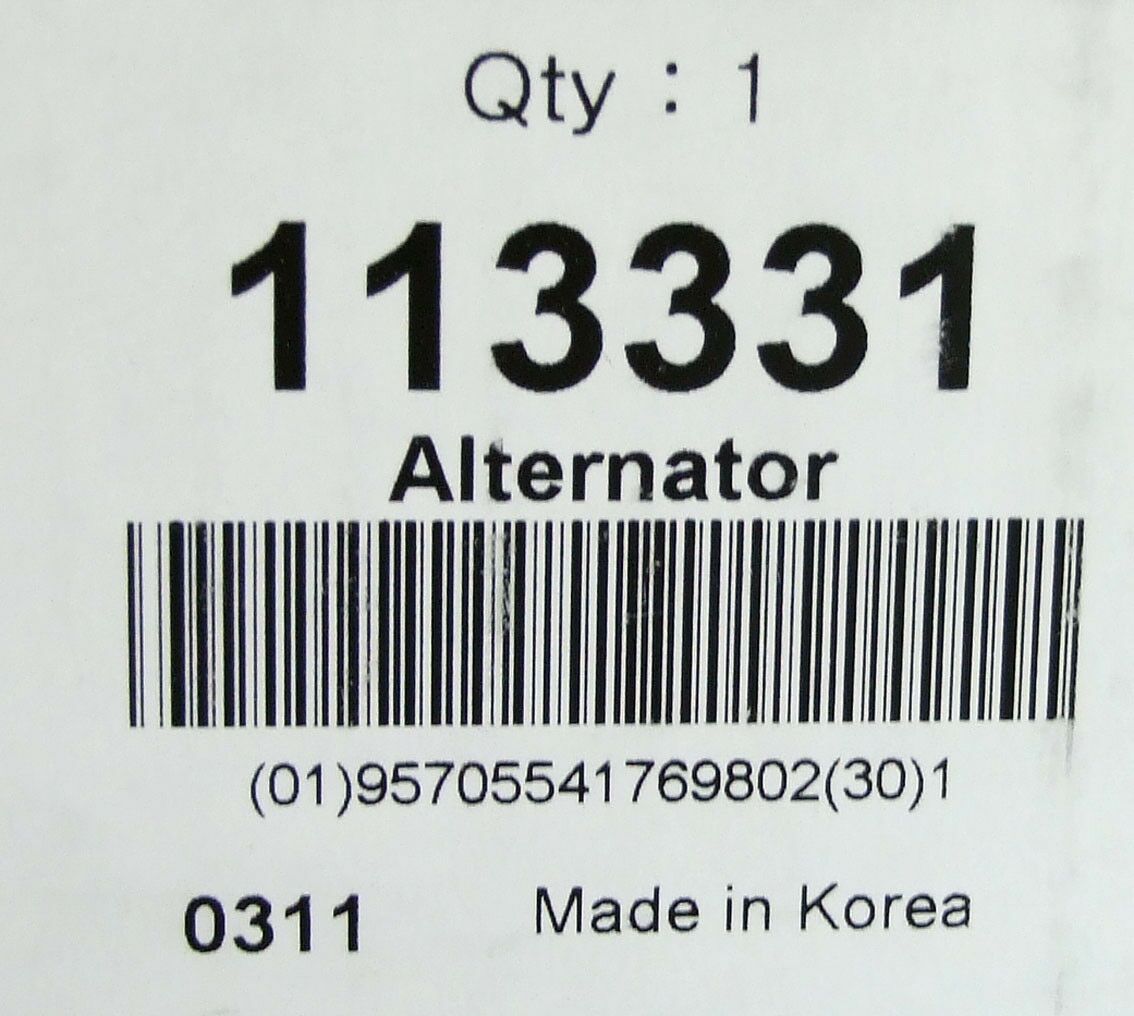 Qty : 1
113331
Alternator
(01)95705541769802(30)1
0311 Made in Korea